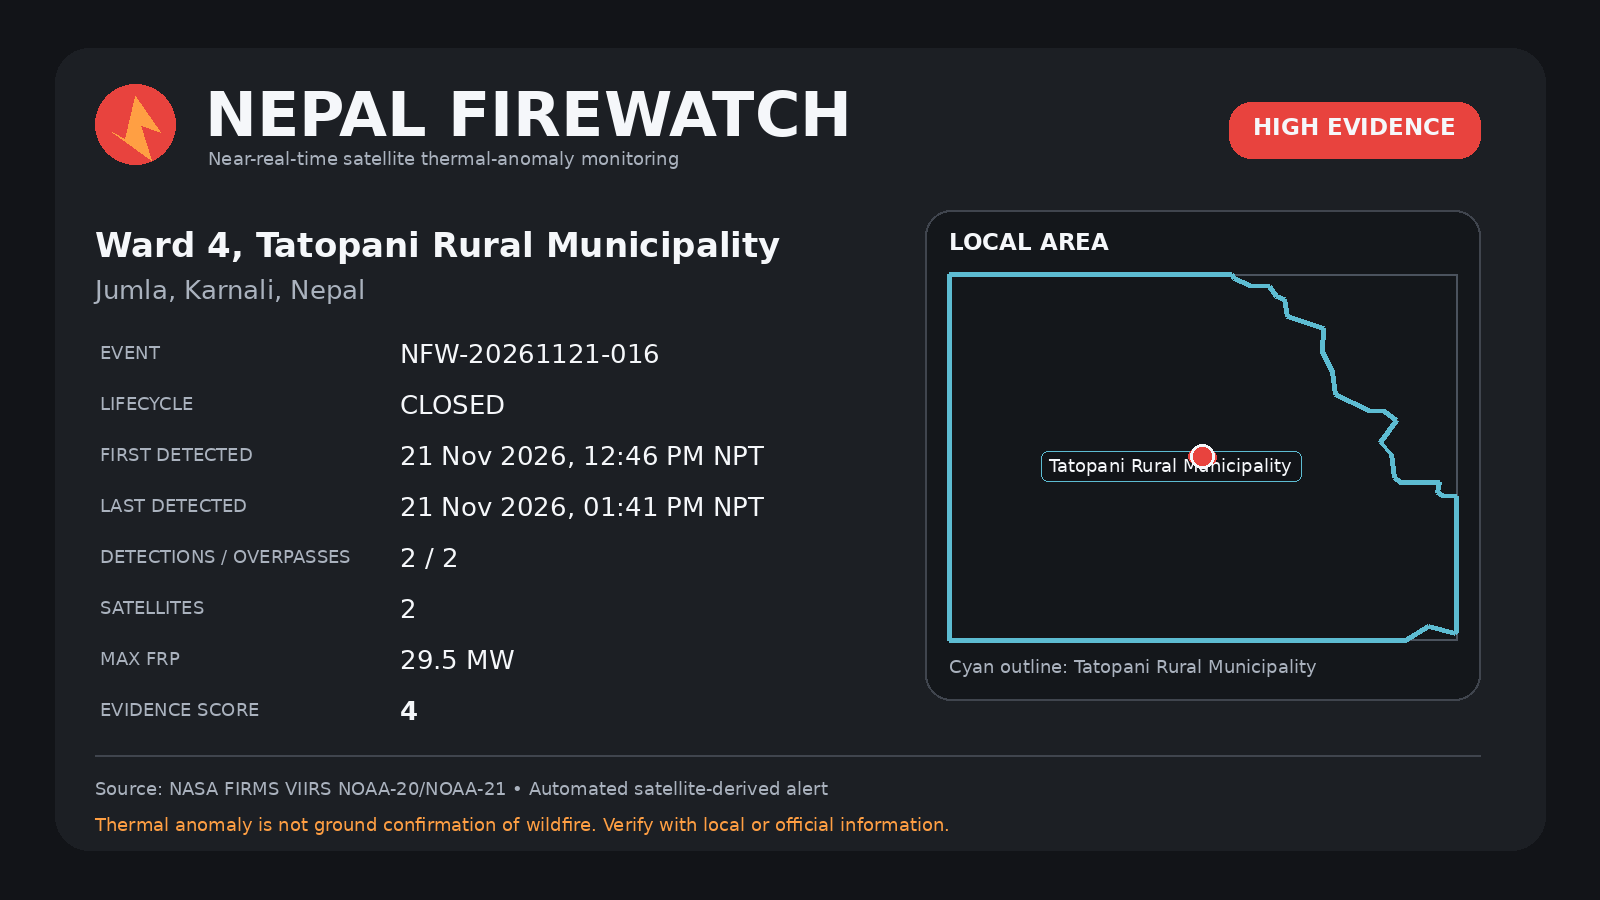 NEPAL FIREWATCH
Near-real-time satellite thermal-anomaly monitoring
HIGH EVIDENCE
Ward 4, Tatopani Rural Municipality
Jumla, Karnali, Nepal
EVENT NFW-20261121-016
LIFECYCLE CLOSED
FIRST DETECTED 21 Nov 2026, 12:46 PM NPT
LAST DETECTED 21 Nov 2026, 01:41 PM NPT
DETECTIONS / OVERPASSES 2 / 2
SATELLITES 2
MAX FRP 29.5 MW
EVIDENCE SCORE 4
LOCAL AREA
Tatopani Rural Municipality
Cyan outline: Tatopani Rural Municipality
Source: NASA FIRMS VIIRS NOAA-20/NOAA-21 • Automated satellite-derived alert
Thermal anomaly is not ground confirmation of wildfire. Verify with local or official information.